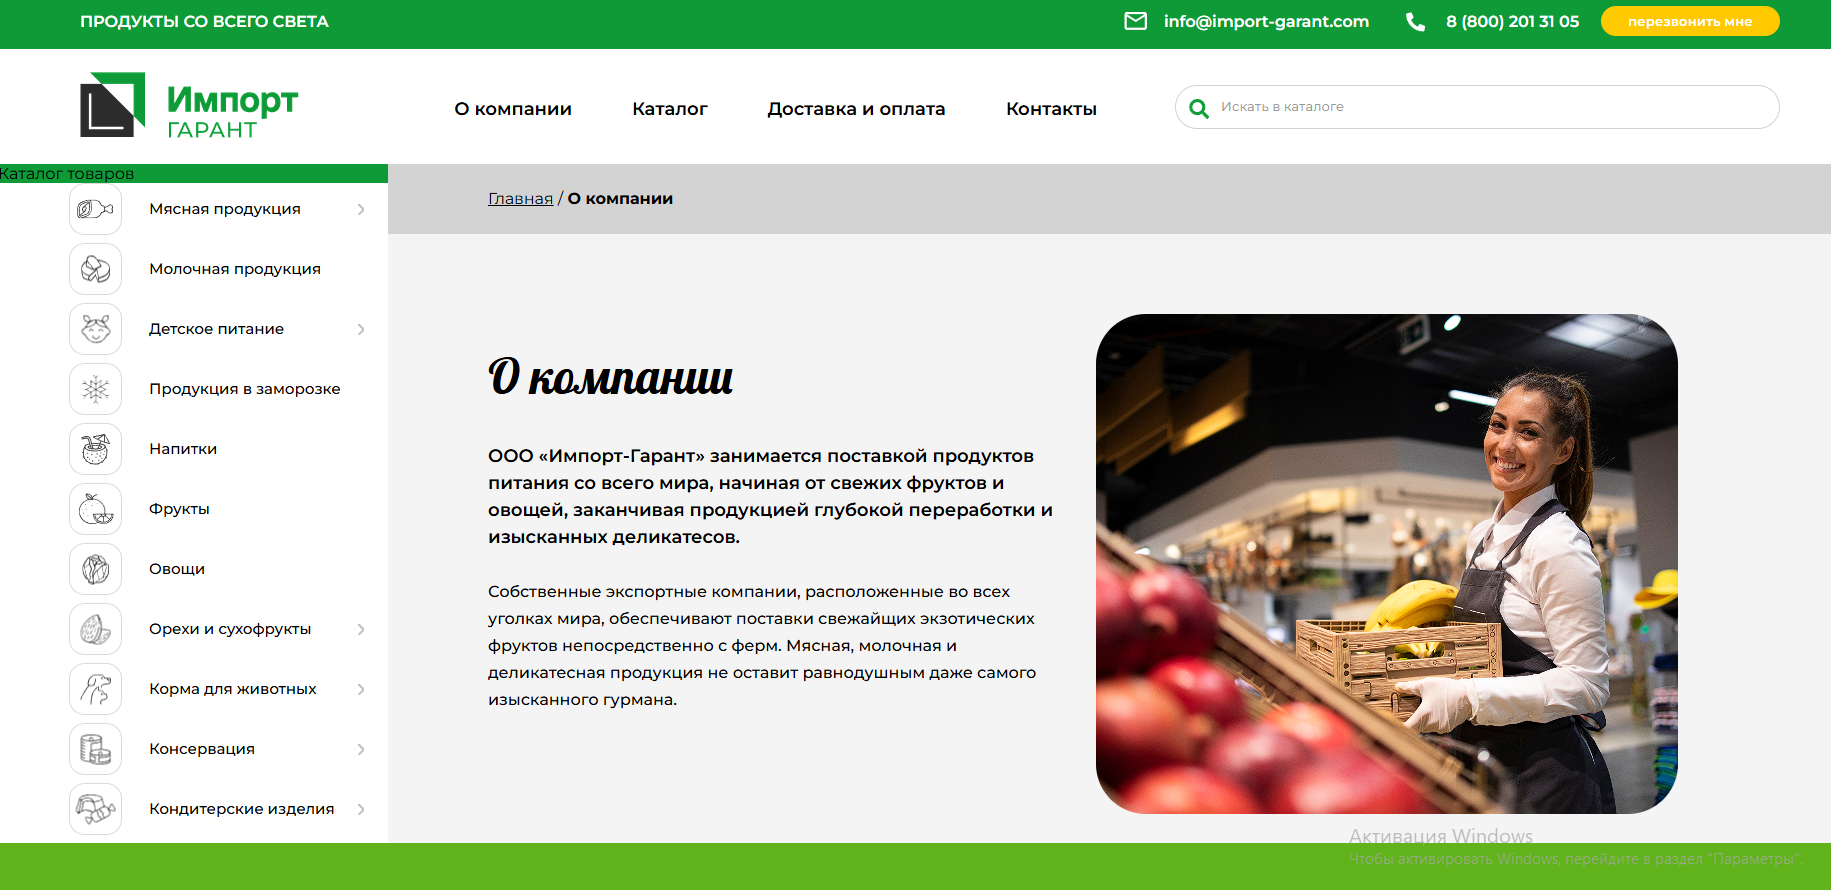 ПРОДУКТЫ СО ВСЕГО СВЕТА
info@import-garant.com
8 (800) 201 31 05
перезвонить мне
Импорт
ГАРАНТ
О компании
Каталог
Доставка и оплата
Контакты
Искать в каталоге
Каталог товаров
Мясная продукция
Молочная продукция
Детское питание
Продукция в заморозке
Напитки
Фрукты
Овощи
Орехи и сухофрукты
Корма для животных
Консервация
Кондитерские изделия
Главная / О компании
О компании
ООО «Импорт-Гарант» занимается поставкой продуктов
питания со всего мира, начиная от свежих фруктов и
овощей, заканчивая продукцией глубокой переработки и
изысканных деликатесов.
Собственные экспортные компании, расположенные во всех
уголках мира, обеспечивают поставки свежайщих экзотических
фруктов непосредственно с ферм. Мясная, молочная и
деликатесная продукция не оставит равнодушным даже самого
изысканного гурмана.
Активация Windows
Чтобы активировать Windows, перейдите в раздел "Параметры".